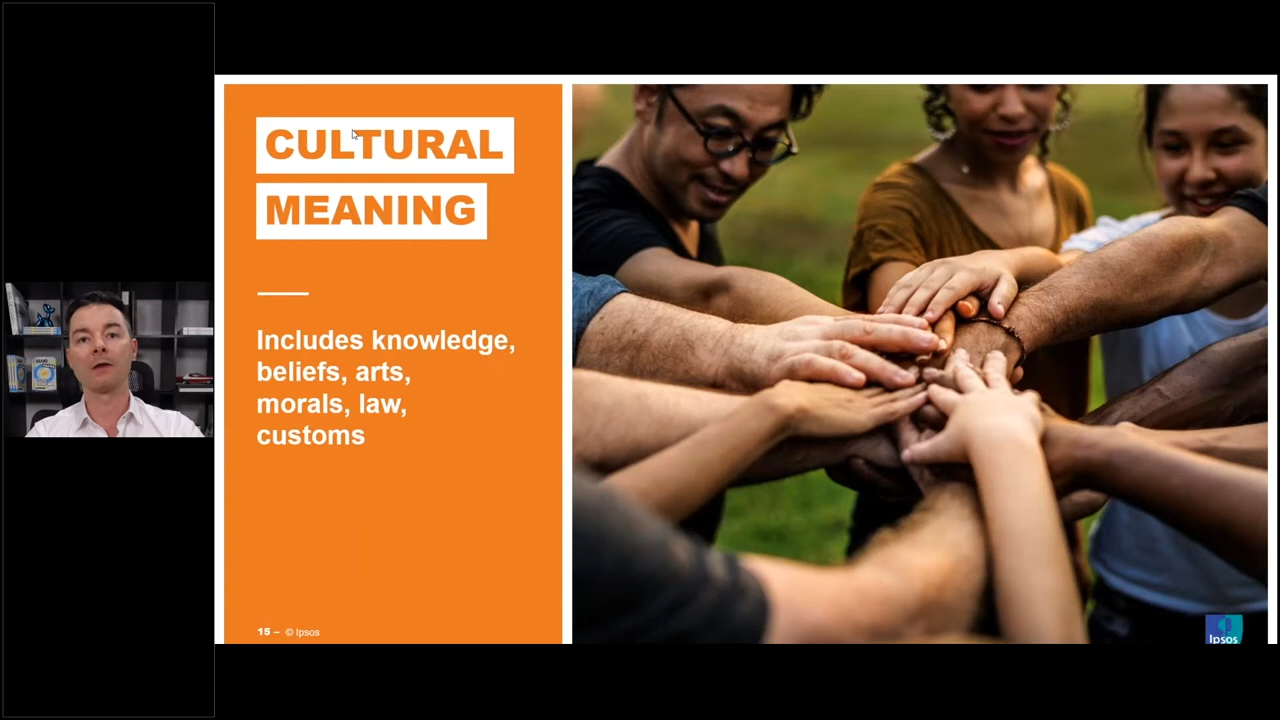 CULTURAL
MEANING
Includes knowledge,
beliefs, arts,
morals, law,
customs
15 – © Ipsos
Ipsos